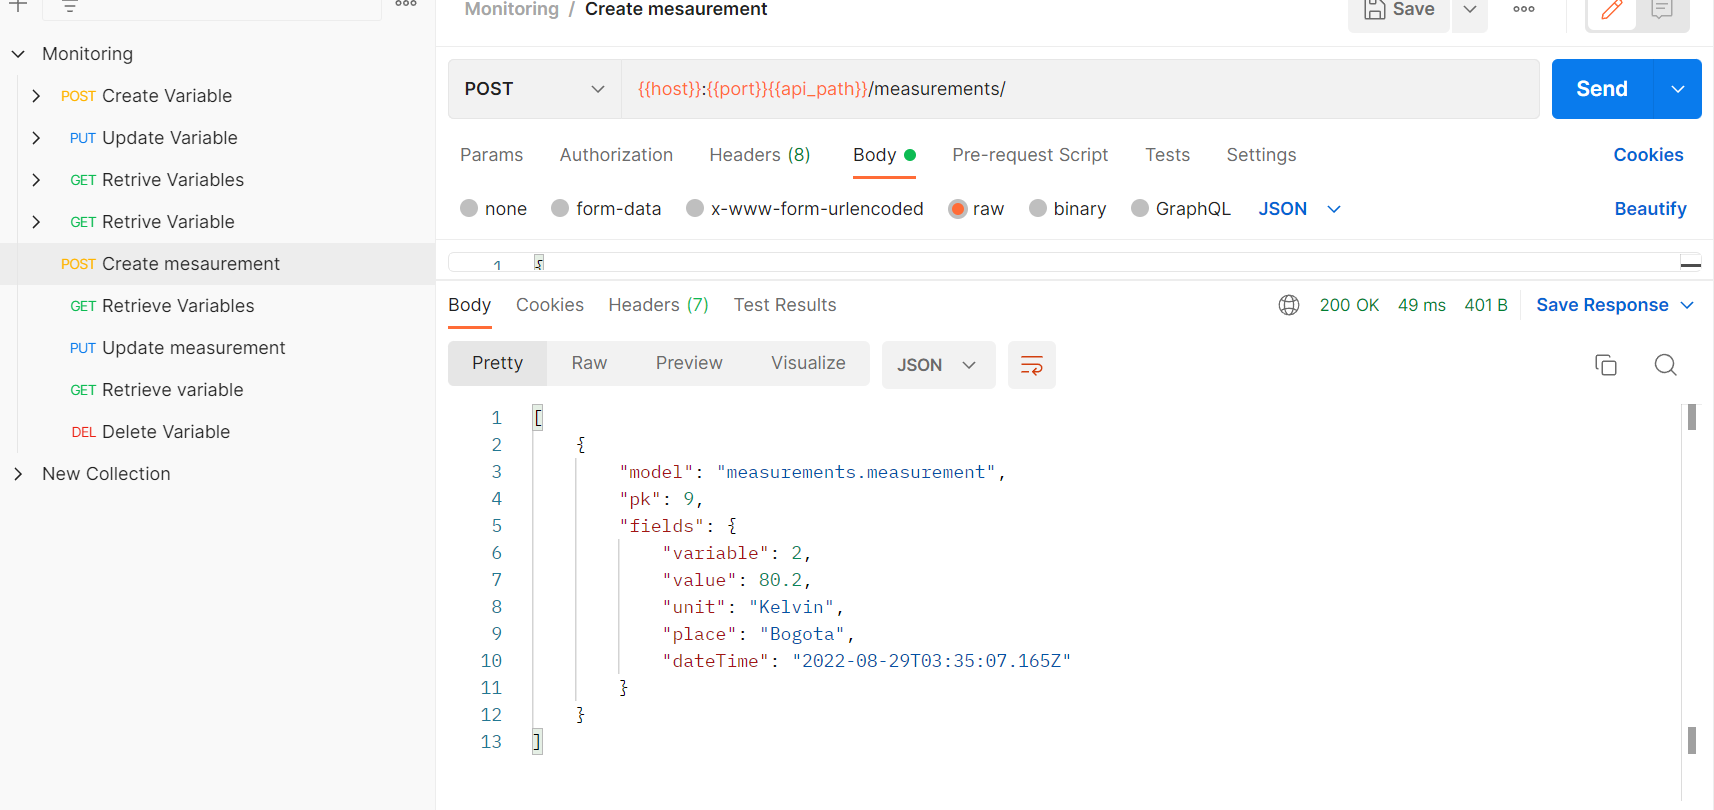 Monitoring / Create mesaurement
Save
Monitoring
POST Create Variable
PUT Update Variable
GET Retrive Variables
GET Retrive Variable
POST Create mesaurement
GET Retrieve Variables
PUT Update measurement
GET Retrieve variable
DEL Delete Variable
New Collection
POST {{host}}:{{port}}{{api_path}}/measurements/ Send
Params Authorization Headers (8) Body Pre-request Script Tests Settings Cookies
none form-data x-www-form-urlencoded raw binary GraphQL JSON Beautify
1 {
Body Cookies Headers (7) Test Results 200 OK 49 ms 401 B Save Response
Pretty Raw Preview Visualize JSON
1 [
2 {
3 "model": "measurements.measurement",
4 "pk": 9,
5 "fields": {
6 "variable": 2,
7 "value": 80.2,
8 "unit": "Kelvin",
9 "place": "Bogota",
10 "dateTime": "2022-08-29T03:35:07.165Z"
11 }
12 }
13 ]